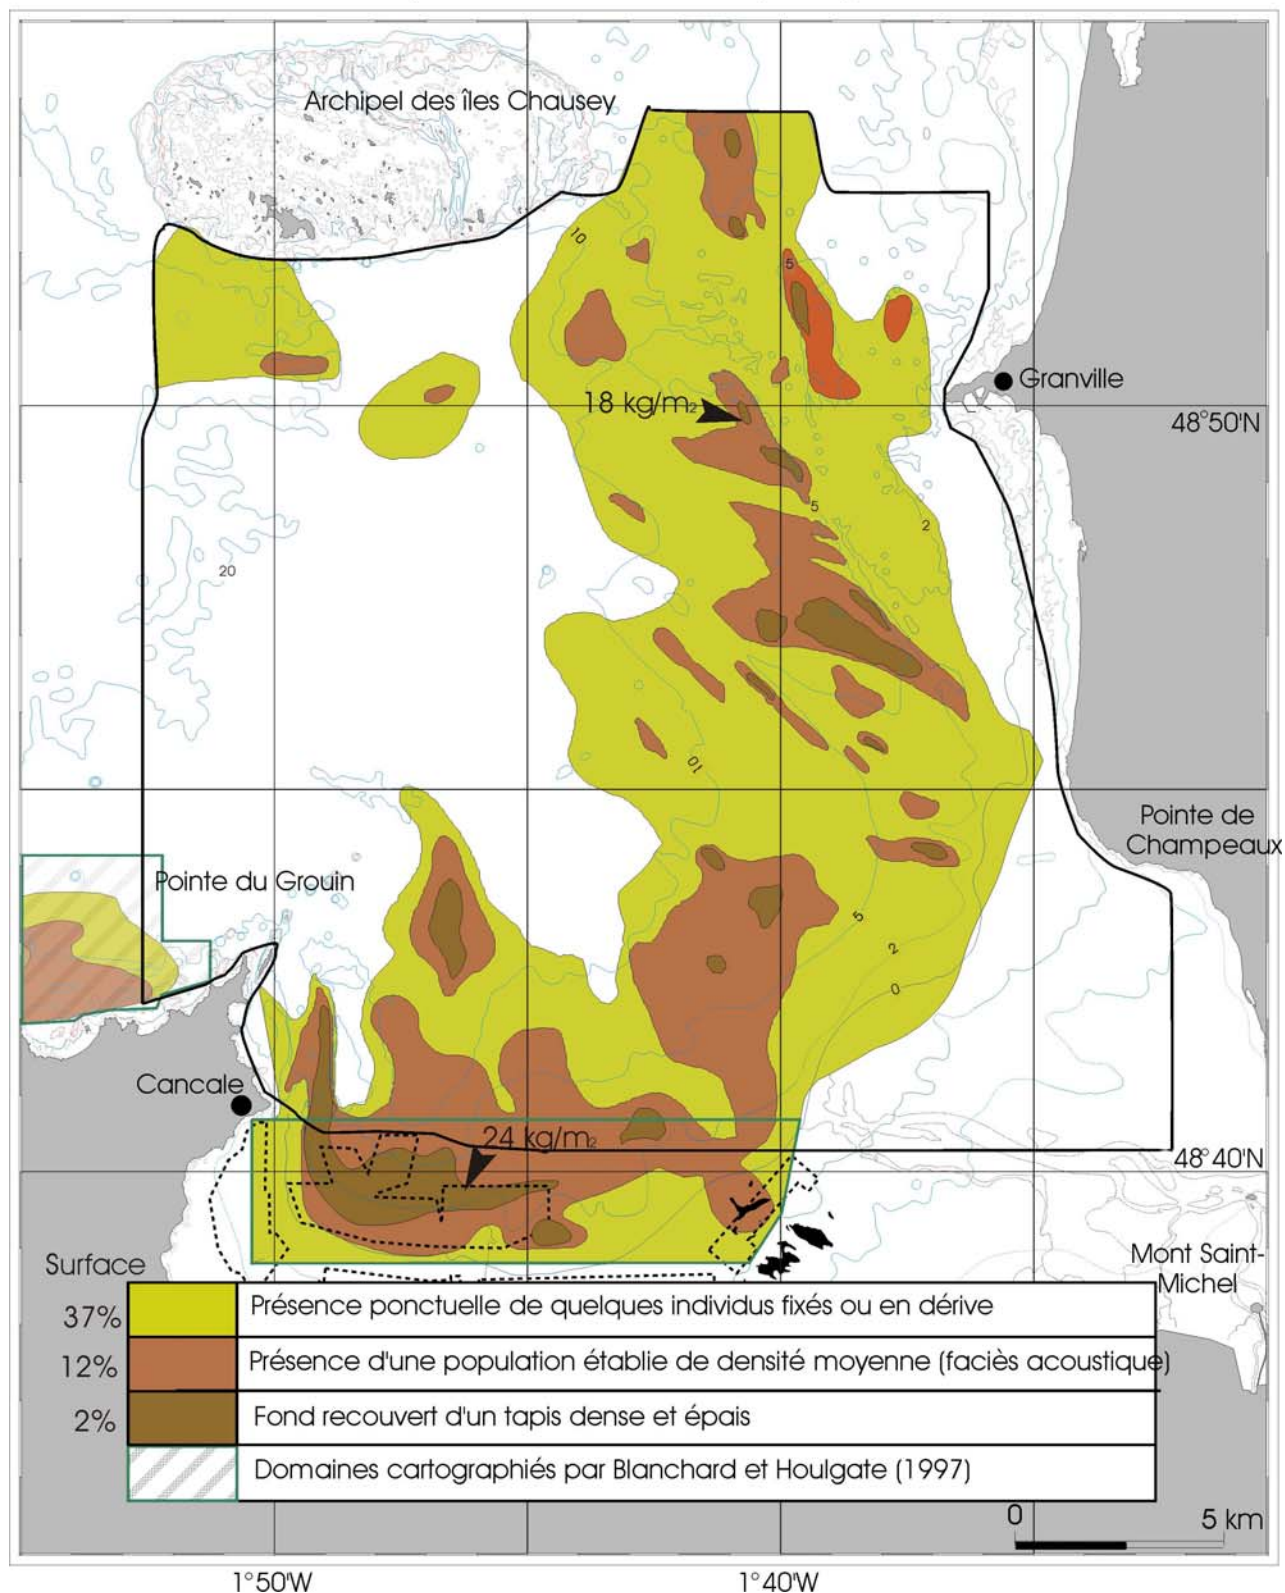 Archipel des îles Chausey
10
5
Granville
18 kg/m2
48°50'N
5
2
20
10
Pointe de
Champeaux
Pointe du Grouin
5
2
0
Cancale
24 kg/m2
48°40'N
Mont Saint-
Michel
Surface
37% Présence ponctuelle de quelques individus fixés ou en dérive
12% Présence d'une population établie de densité moyenne (faciès acoustique)
2% Fond recouvert d'un tapis dense et épais
Domaines cartographiés par Blanchard et Houlgate (1997)
0 5 km
1°50'W 1°40'W